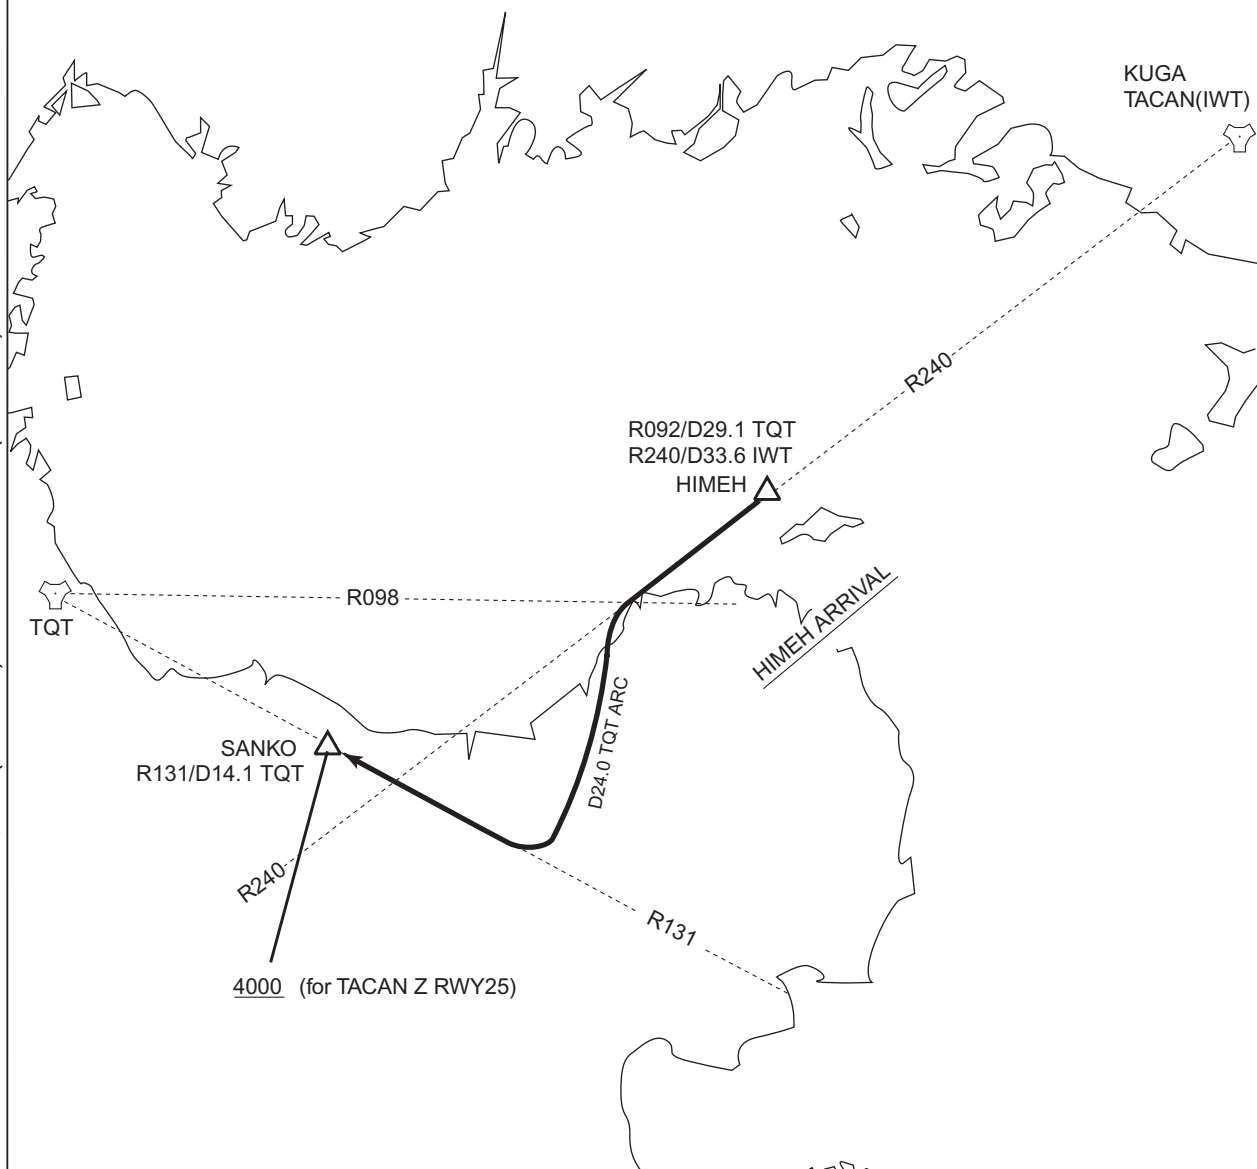 KUGA
TACAN(IWT)
R240
R092/D29.1 TQT
R240/D33.6 IWT
HIMEH
R098
TQT
HIMEH ARRIVAL
D24.0 TQT ARC
SANKO
R131/D14.1 TQT
R240
R131
4000 (for TACAN Z RWY25)